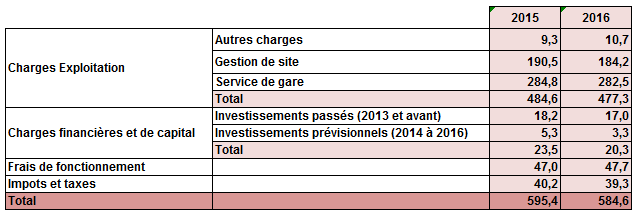 2015 2016
Charges Exploitation Autres charges 9,3 10,7
Gestion de site 190,5 184,2
Service de gare 284,8 282,5
Total 484,6 477,3
Charges financières et de capital Investissements passés (2013 et avant) 18,2 17,0
Investissements prévisionnels (2014 à 2016) 5,3 3,3
Total 23,5 20,3
Frais de fonctionnement 47,0 47,7
Impots et taxes 40,2 39,3
Total 595,4 584,6